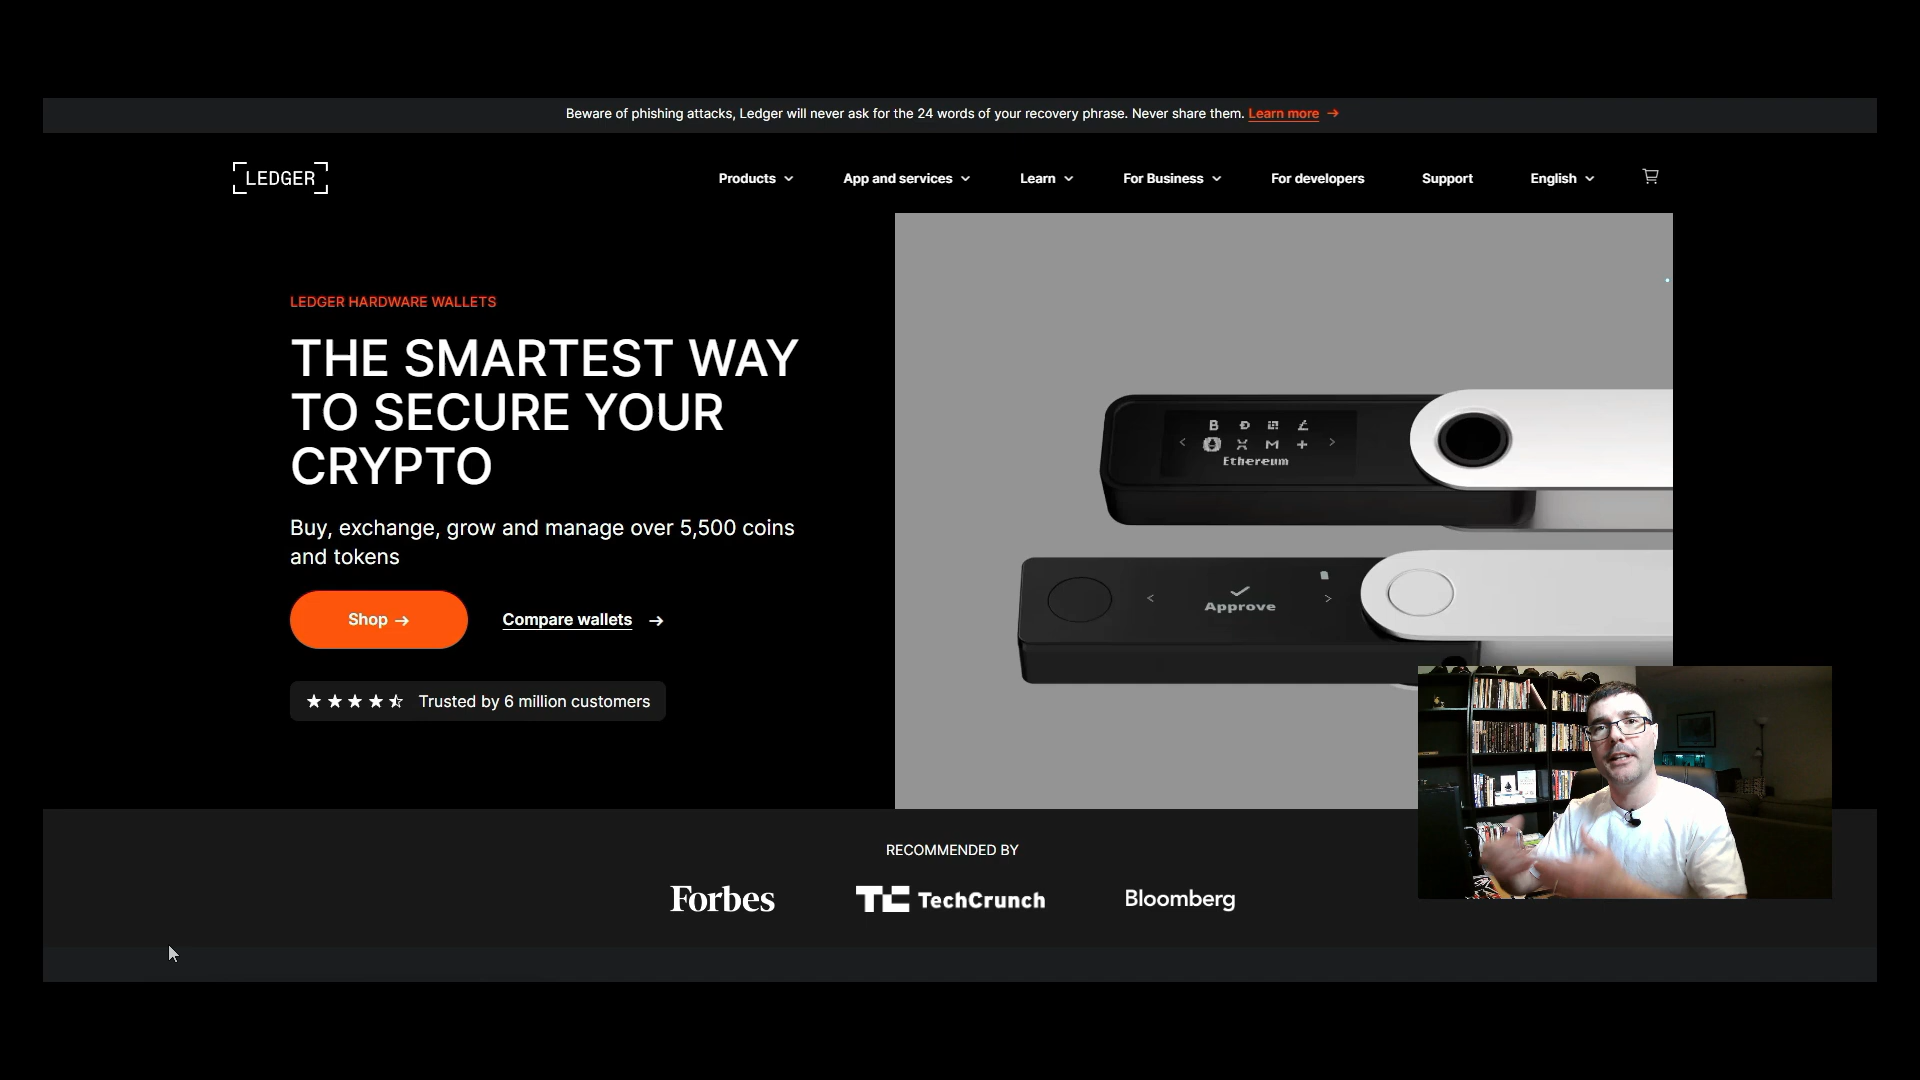 Beware of phishing attacks, Ledger will never ask for the 24 words of your recovery phrase. Never share them. Learn more →
LEDGER
Products
App and services
Learn
For Business
For developers
Support
English
LEDGER HARDWARE WALLETS
THE SMARTEST WAY
TO SECURE YOUR
CRYPTO
Buy, exchange, grow and manage over 5,500 coins
and tokens
Shop →
Compare wallets →
Trusted by 6 million customers
Ethereum
Approve
RECOMMENDED BY
Forbes
TC TechCrunch
Bloomberg